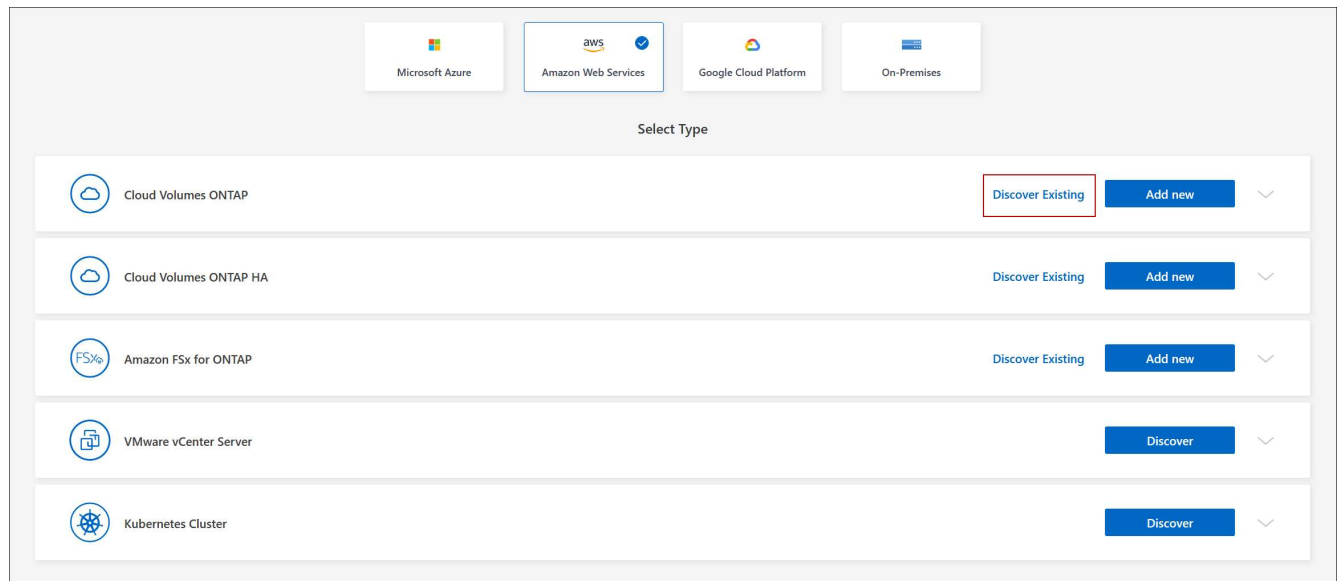 aws
Microsoft Azure
Amazon Web Services
Google Cloud Platform
On-Premises
Select Type
Cloud Volumes ONTAP
Discover Existing
Add new
Cloud Volumes ONTAP HA
Discover Existing
Add new
FSx
Amazon FSx for ONTAP
Discover Existing
Add new
VMware vCenter Server
Discover
Kubernetes Cluster
Discover